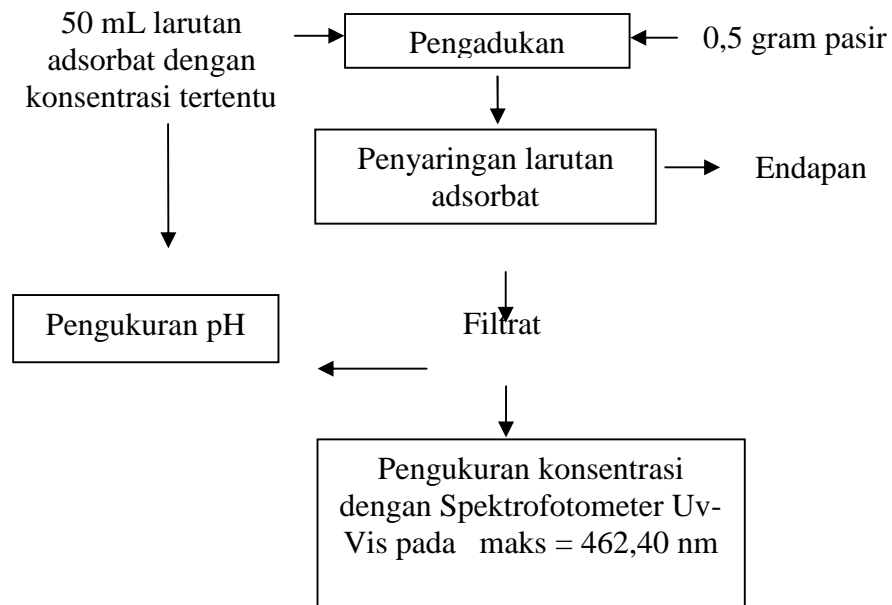 50 mL larutan
adsorbat dengan
konsentrasi tertentu
Pengadukan
0,5 gram pasir
Penyaringan larutan
adsorbat
Endapan
Pengukuran pH
Filtrat
Pengukuran konsentrasi
dengan Spektrofotometer Uv-
Vis pada maks = 462,40 nm